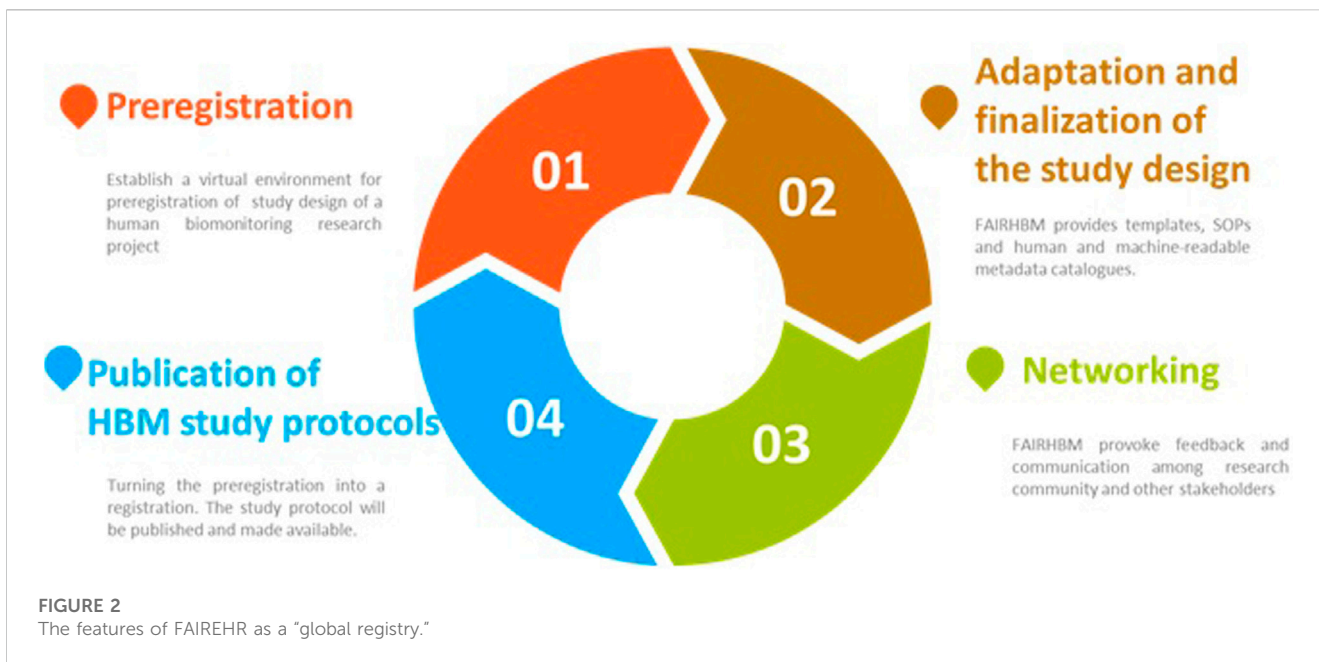 Preregistration
Establish a virtual environment for
preregistration of study design of a
human biomonitoring research
project
01
02
Adaptation and
finalization of
the study design
FAIRHBM provides templates, SOPs
and human and machine-readable
metadata catalogues.
Publication of
HBM study protocols
Turning the preregistration into a
registration. The study protocol will
be published and made available.
04
03
Networking
FAIRHBM provoke feedback and
communication among research
community and other stakeholders
FIGURE 2
The features of FAIREHR as a “global registry.”